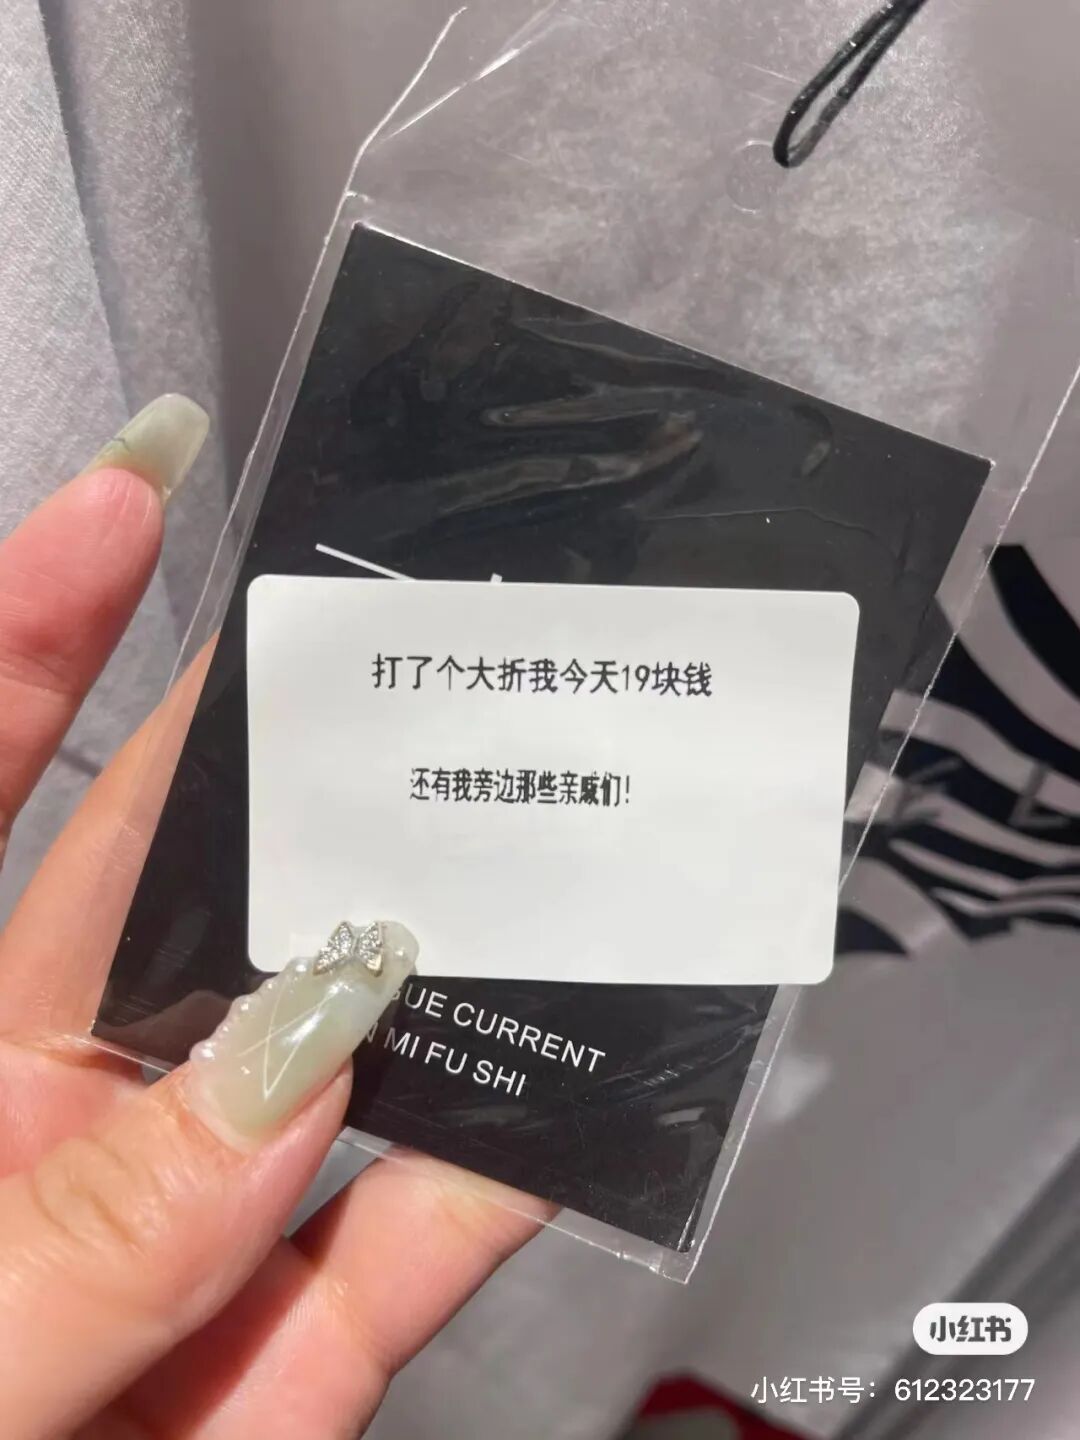 打了个大折我今天19块钱
还有我旁边那些亲戚们！
GUE CURRENT
MI FU SHI
小红书
小红书号：612323177